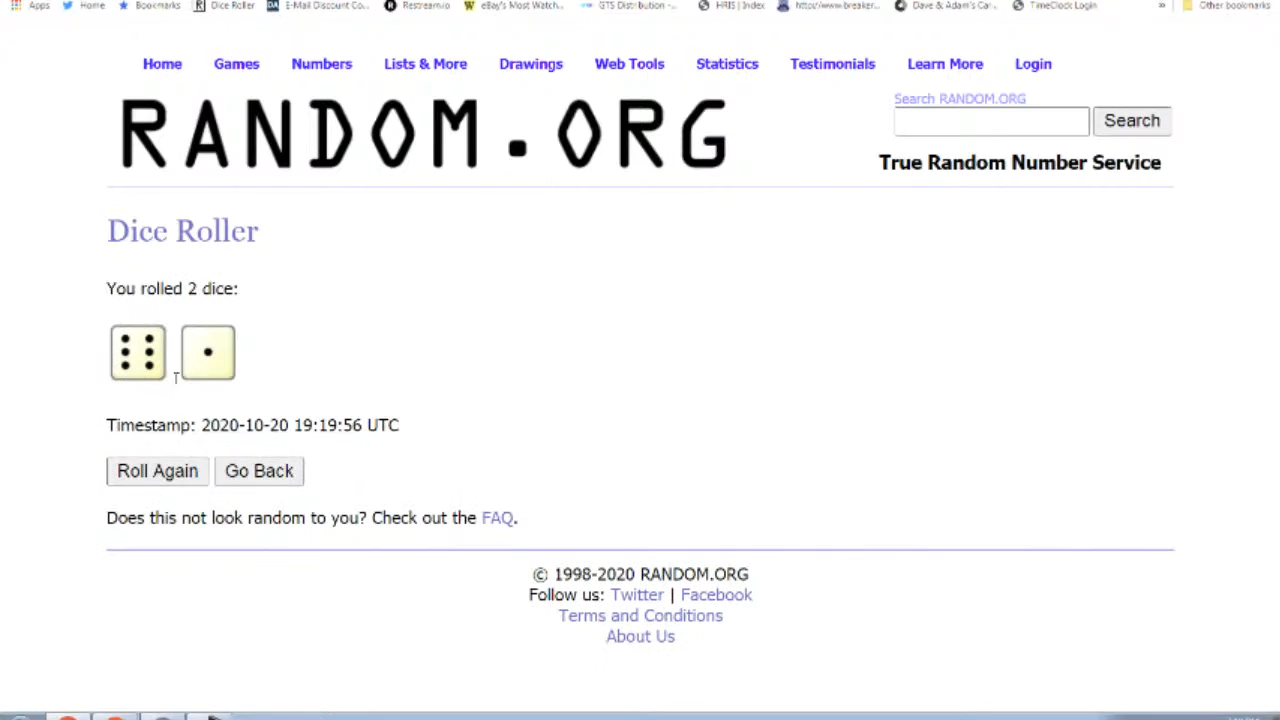 Apps Home Bookmarks Dice Roller E-Mail Discount Co... Restream.io eBay's Most Watch... GTS Distribution -... HRIS | Index http://www.breaker... Dave & Adam's Car... TimeClock Login » Other bookmarks
Home Games Numbers Lists & More Drawings Web Tools Statistics Testimonials Learn More Login
RANDOM.ORG
Search RANDOM.ORG
Search
True Random Number Service
Dice Roller
You rolled 2 dice:
Timestamp: 2020-10-20 19:19:56 UTC
Roll Again Go Back
Does this not look random to you? Check out the FAQ.
© 1998-2020 RANDOM.ORG
Follow us: Twitter | Facebook
Terms and Conditions
About Us